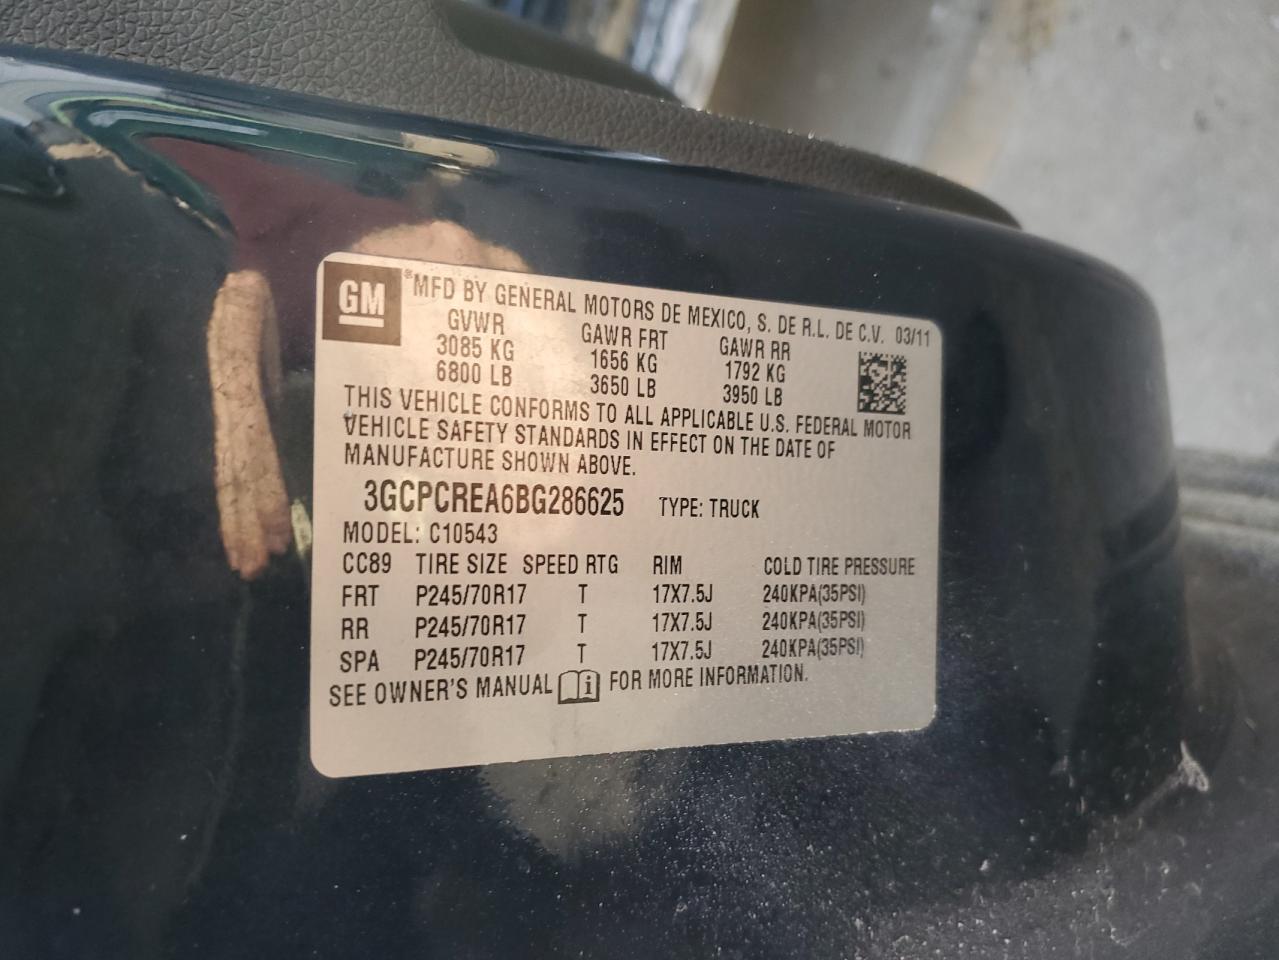 GM
®MFD BY GENERAL MOTORS DE MEXICO, S. DE R.L. DE C.V. 03/11
GVWR GAWR FRT GAWR RR
3085 KG 1656 KG 1792 KG
6800 LB 3650 LB 3950 LB
THIS VEHICLE CONFORMS TO ALL APPLICABLE U.S. FEDERAL MOTOR
VEHICLE SAFETY STANDARDS IN EFFECT ON THE DATE OF
MANUFACTURE SHOWN ABOVE.
3GCPCREA6BG286625 TYPE: TRUCK
MODEL: C10543
CC89 TIRE SIZE SPEED RTG RIM COLD TIRE PRESSURE
FRT P245/70R17 T 17X7.5J 240KPA(35PSI)
RR P245/70R17 T 17X7.5J 240KPA(35PSI)
SPA P245/70R17 T 17X7.5J 240KPA(35PSI)
SEE OWNER'S MANUAL i FOR MORE INFORMATION.